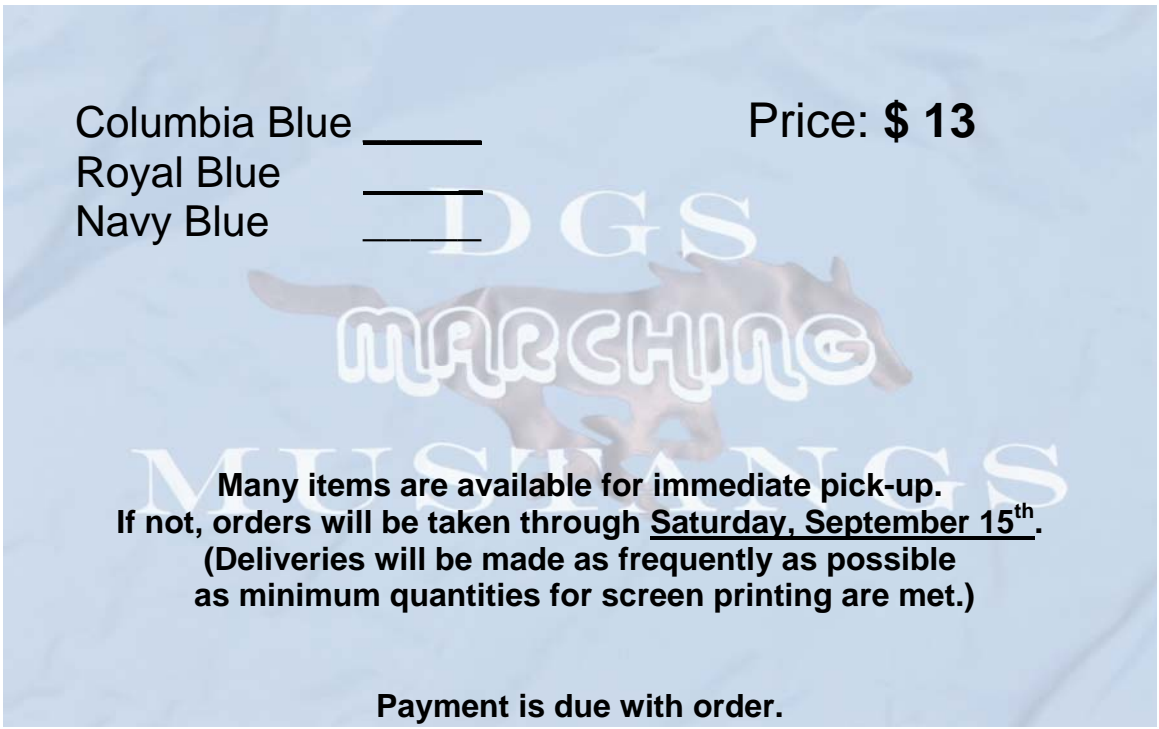 Columbia Blue _____ Price: $ 13
Royal Blue _____
Navy Blue _____
DGS
MARCHING
MUSTANGS
Many items are available for immediate pick-up.
If not, orders will be taken through Saturday, September 15th.
(Deliveries will be made as frequently as possible
as minimum quantities for screen printing are met.)
Payment is due with order.